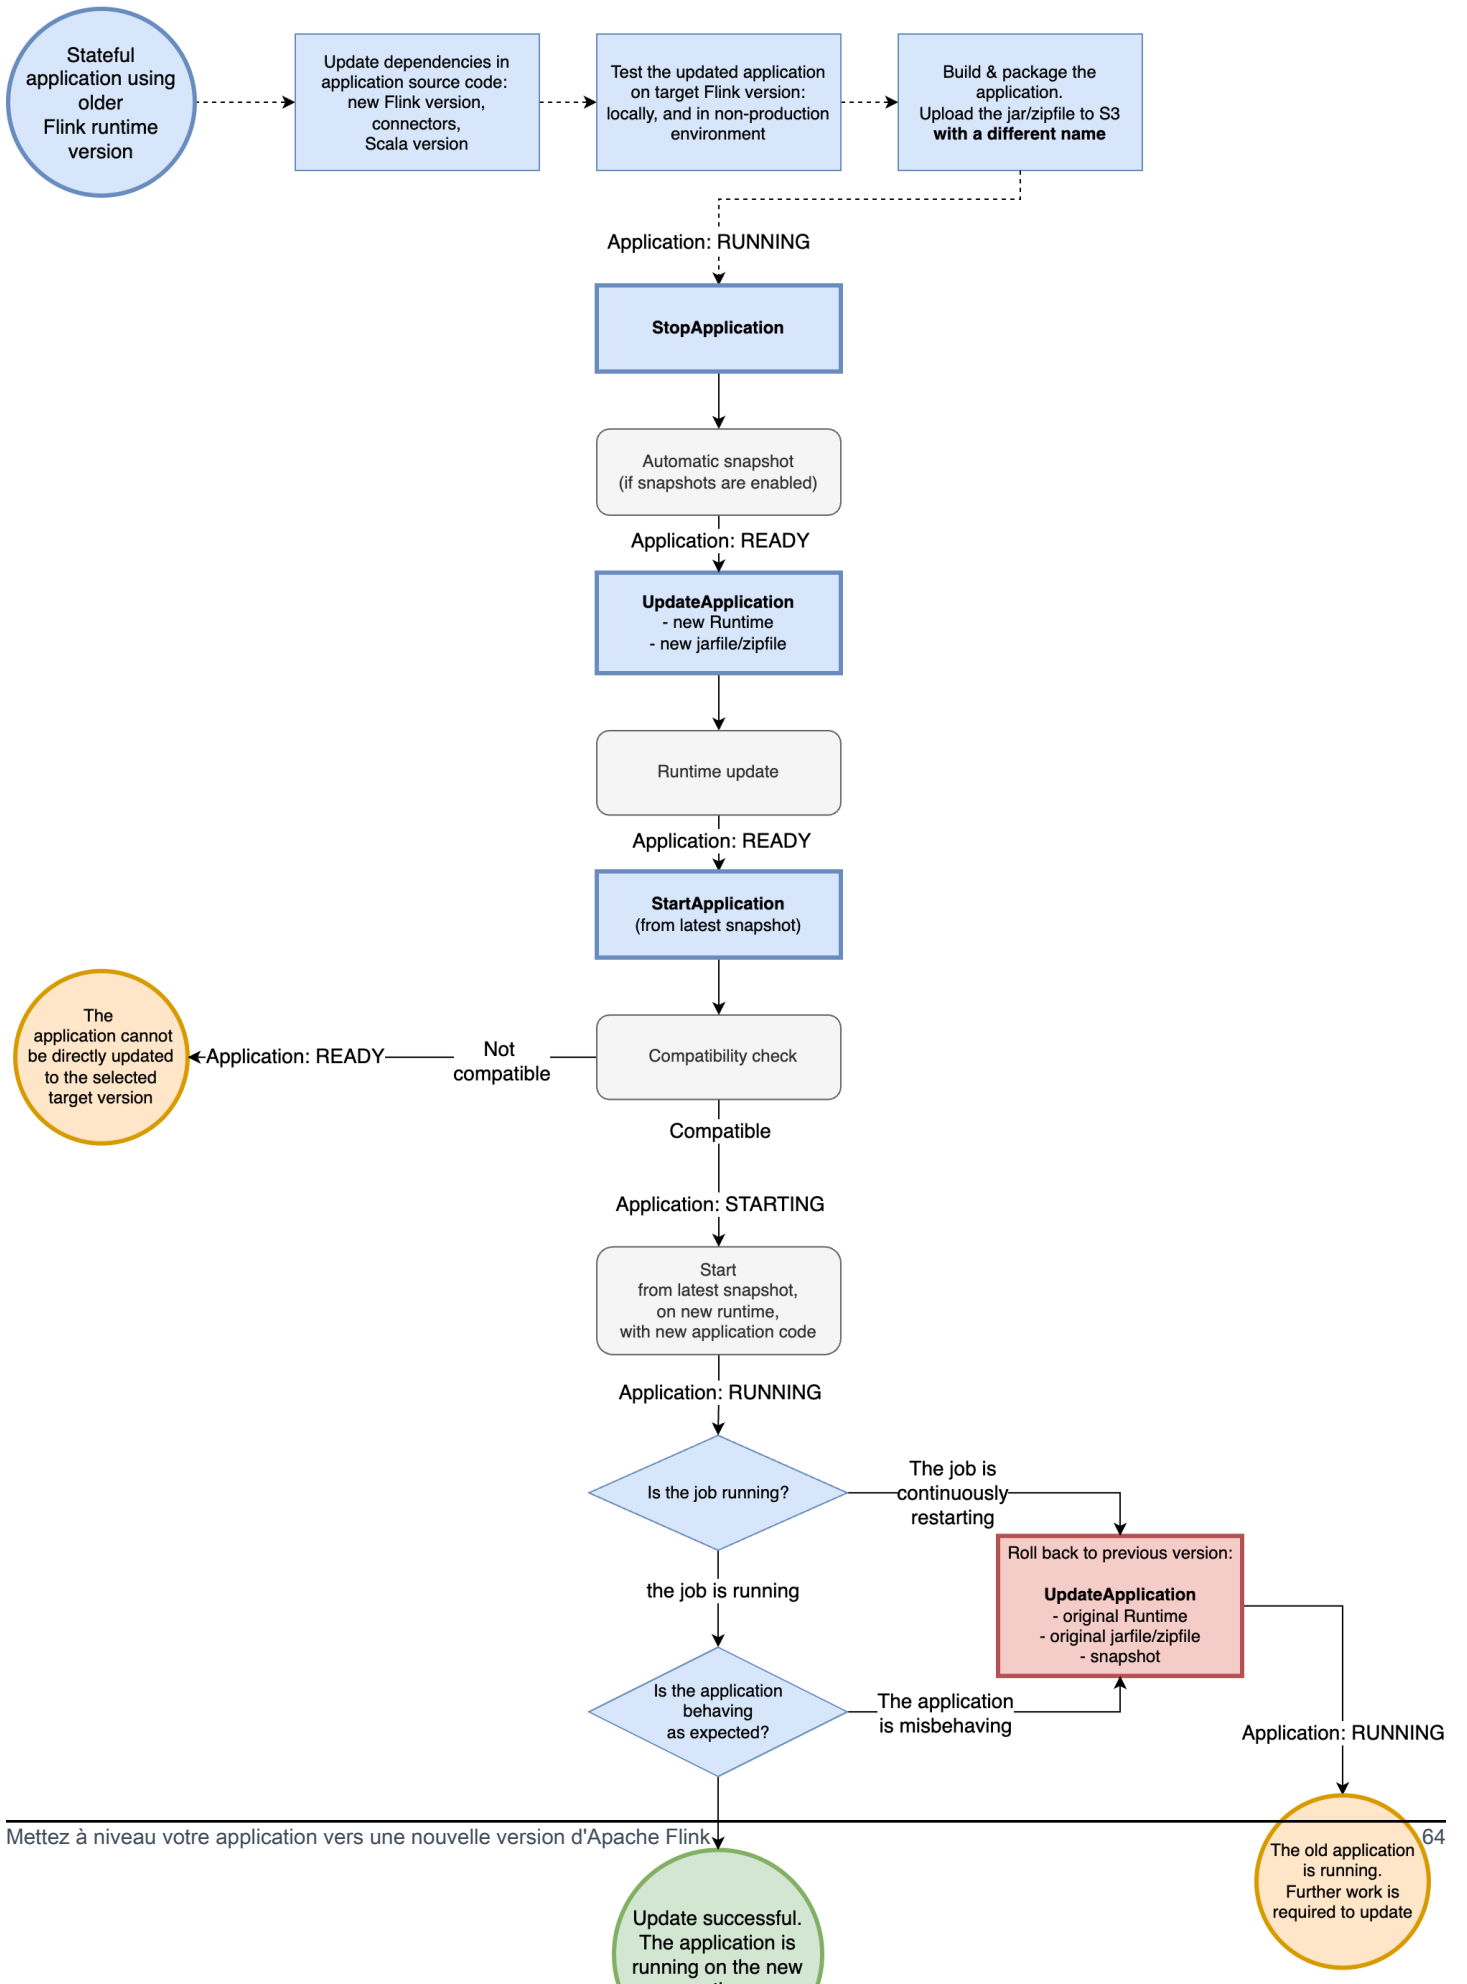 Stateful
application using
older
Flink runtime
version
Update dependencies in
application source code:
new Flink version,
connectors,
Scala version
Test the updated application
on target Flink version:
locally, and in non-production
environment
Build & package the
application.
Upload the jar/zipfile to S3
with a different name
Application: RUNNING
StopApplication
Automatic snapshot
(if snapshots are enabled)
Application: READY
UpdateApplication
- new Runtime
- new jarfile/zipfile
Runtime update
Application: READY
StartApplication
(from latest snapshot)
The
application cannot
be directly updated
to the selected
target version
Application: READY
Not
compatible
Compatibility check
Compatible
Application: STARTING
Start
from latest snapshot,
on new runtime,
with new application code
Application: RUNNING
Is the job running?
The job is
continuously
restarting
Roll back to previous version:
UpdateApplication
- original Runtime
- original jarfile/zipfile
- snapshot
the job is running
Is the application
behaving
as expected?
The application
is misbehaving
Application: RUNNING
Mettez à niveau votre application vers une nouvelle version d'Apache Flink
64
The old application
is running.
Further work is
required to update
Update successful.
The application is
running on the new